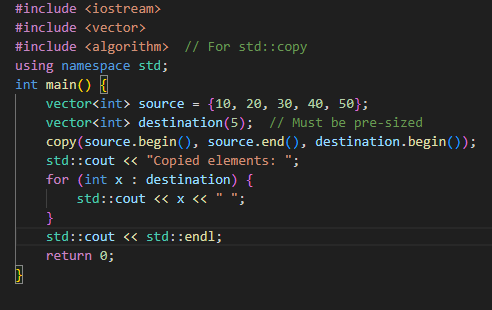 #include <iostream>
#include <vector>
#include <algorithm>  // For std::copy
using namespace std;
int main() {
    vector<int> source = {10, 20, 30, 40, 50};
    vector<int> destination(5);  // Must be pre-sized
    copy(source.begin(), source.end(), destination.begin());
    std::cout << "Copied elements: ";
    for (int x : destination) {
        std::cout << x << " ";
    }
    std::cout << std::endl;
    return 0;
}